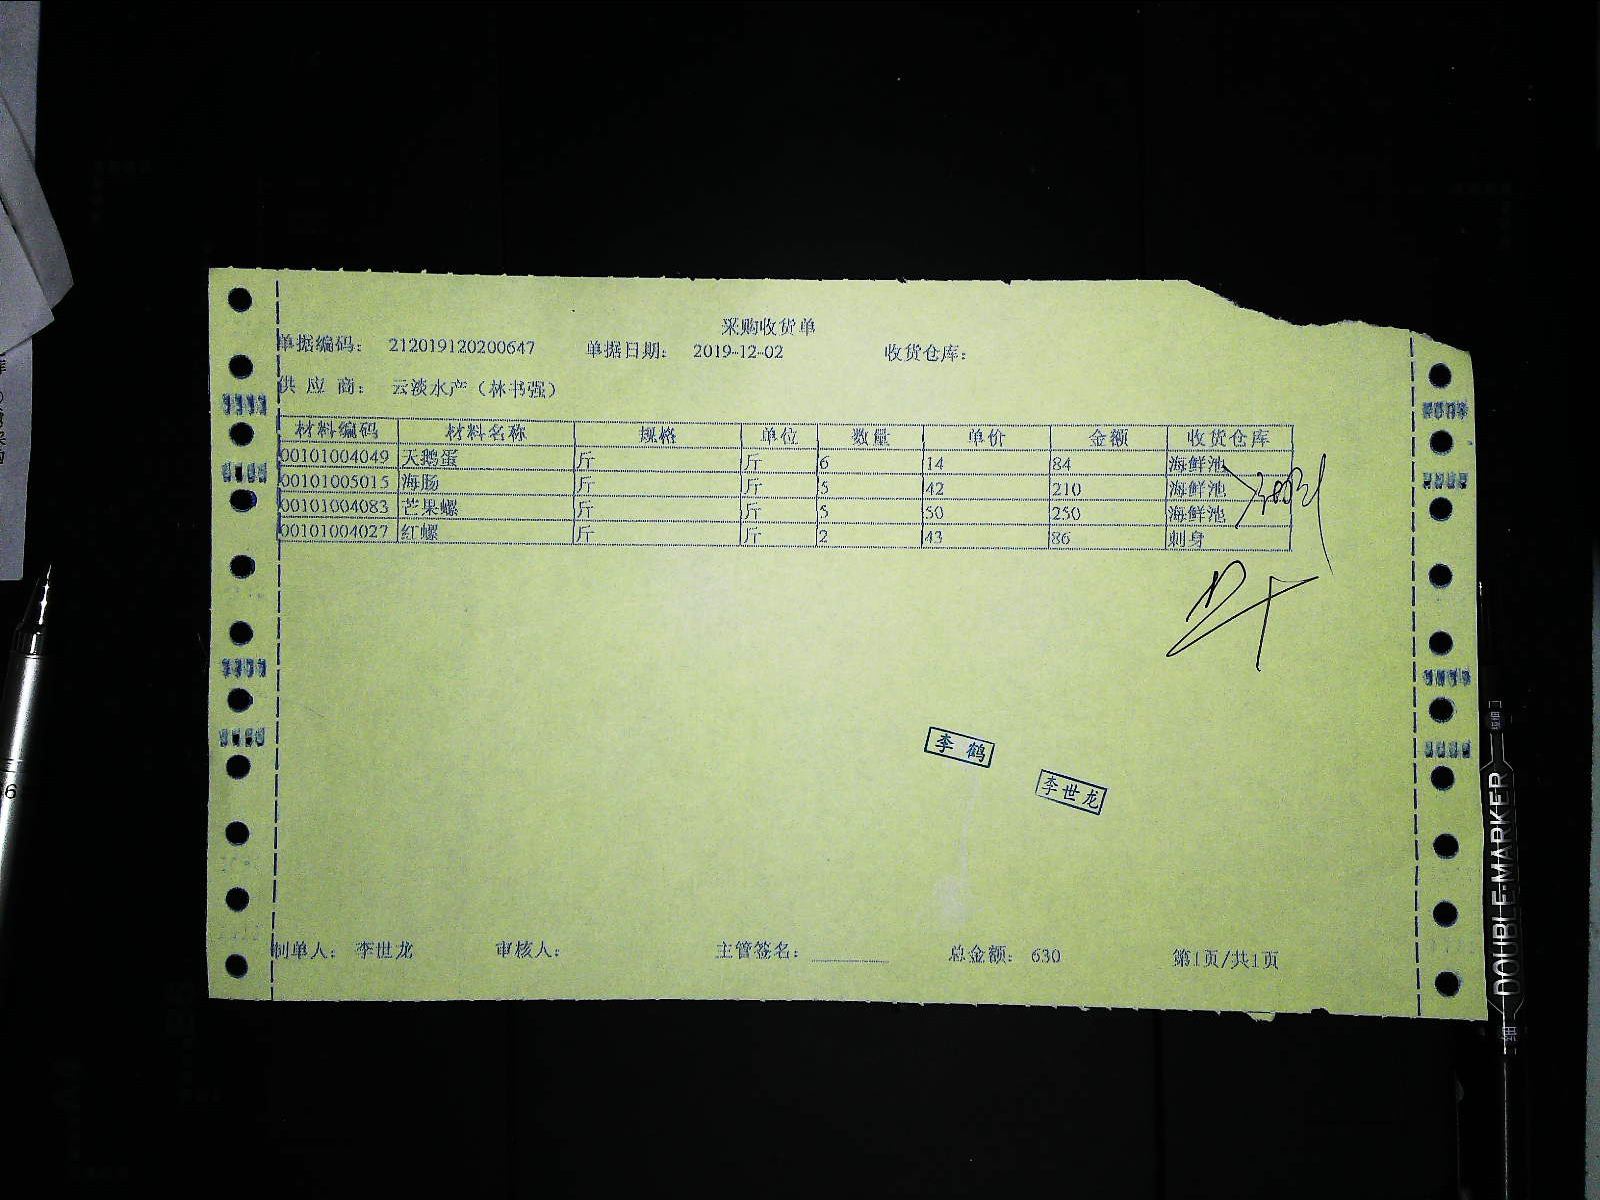 采购收货单
单据编码： 212019120200647 单据日期： 2019-12-02 收货仓库：
供 应 商： 云淡水产（林书强）
材料编码 材料名称 规格 单位 数量 单价 金额 收货仓库
00101004049 天鹅蛋 斤 斤 6 14 84 海鲜池
00101005015 海肠 斤 斤 5 42 210 海鲜池
00101004083 芒果螺 斤 斤 5 50 250 海鲜池
00101004027 红螺 斤 斤 2 43 86 刺身
李 鹤
李世龙
制单人： 李世龙 审核人： 主管签名： 总金额： 630 第1页/共1页
DOUBLE-MARKER
细